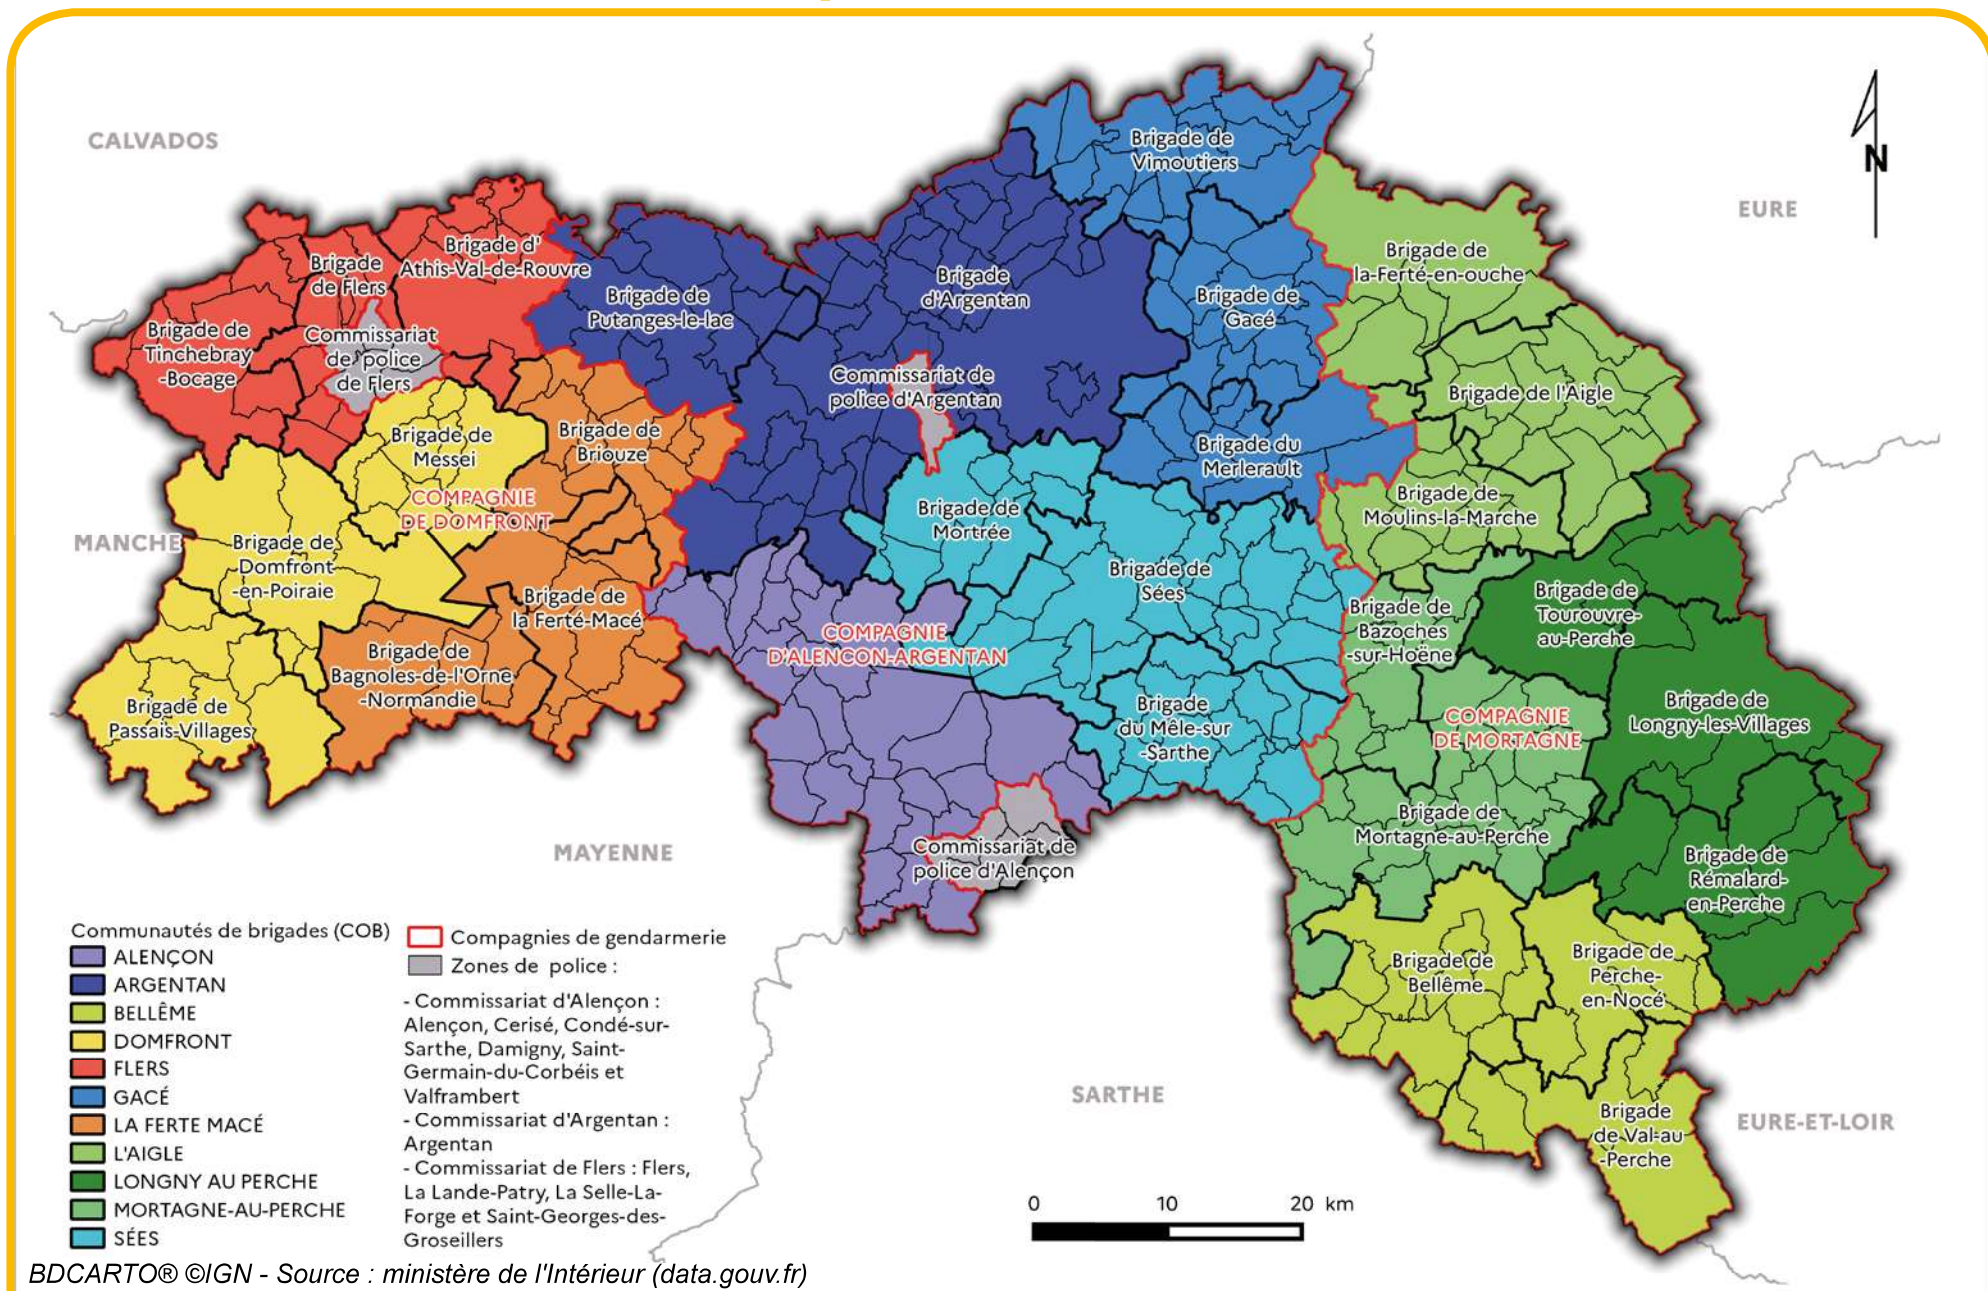 CALVADOS
EURE
N
MANCHE
MAYENNE
SARTHE
EURE-ET-LOIR
Brigade de
Vimoutiers
Brigade d'
Athis-Val-de-Rouvre
Brigade
de Flers
Brigade de
Tinchebray
-Bocage
Commissariat
de police
de Flers
Brigade de
Putanges-le-lac
Brigade
d'Argentan
Commissariat de
police d'Argentan
Brigade de
Gacé
Brigade de
la-Ferté-en-ouche
Brigade de l'Aigle
Brigade de
Messei
Brigade de
Briouze
COMPAGNIE
DE DOMFRONT
Brigade du
Merlerault
Brigade de
Moulins-la-Marche
Brigade de
Mortrée
Brigade de
Domfront
-en-Poiraie
Brigade de
Sées
Brigade de
la Ferté-Macé
Brigade de
Bazoches
-sur-Hoëne
Brigade de
Tourouvre-
au-Perche
COMPAGNIE
D'ALENCON-ARGENTAN
Brigade de
Bagnoles-de-l'Orne
-Normandie
Brigade de
Passais-Villages
Brigade
du Mêle-sur
-Sarthe
COMPAGNIE
DE MORTAGNE
Brigade de
Longny-les-Villages
Brigade de
Mortagne-au-Perche
Commissariat de
police d'Alençon
Brigade de
Rémalard-
en-Perche
Brigade de
Bellême
Brigade de
Perche-
en-Nocé
Brigade
de Val-au
-Perche
Communautés de brigades (COB)
ALENÇON
ARGENTAN
BELLÊME
DOMFRONT
FLERS
GACÉ
LA FERTE MACÉ
L'AIGLE
LONGNY AU PERCHE
MORTAGNE-AU-PERCHE
SÉES
Compagnies de gendarmerie
Zones de police :
- Commissariat d'Alençon :
Alençon, Cerisé, Condé-sur-
Sarthe, Damigny, Saint-
Germain-du-Corbéis et
Valframbert
- Commissariat d'Argentan :
Argentan
- Commissariat de Flers : Flers,
La Lande-Patry, La Selle-La-
Forge et Saint-Georges-des-
Groseillers
0 10 20 km
BDCARTO® ©IGN - Source : ministère de l'Intérieur (data.gouv.fr)